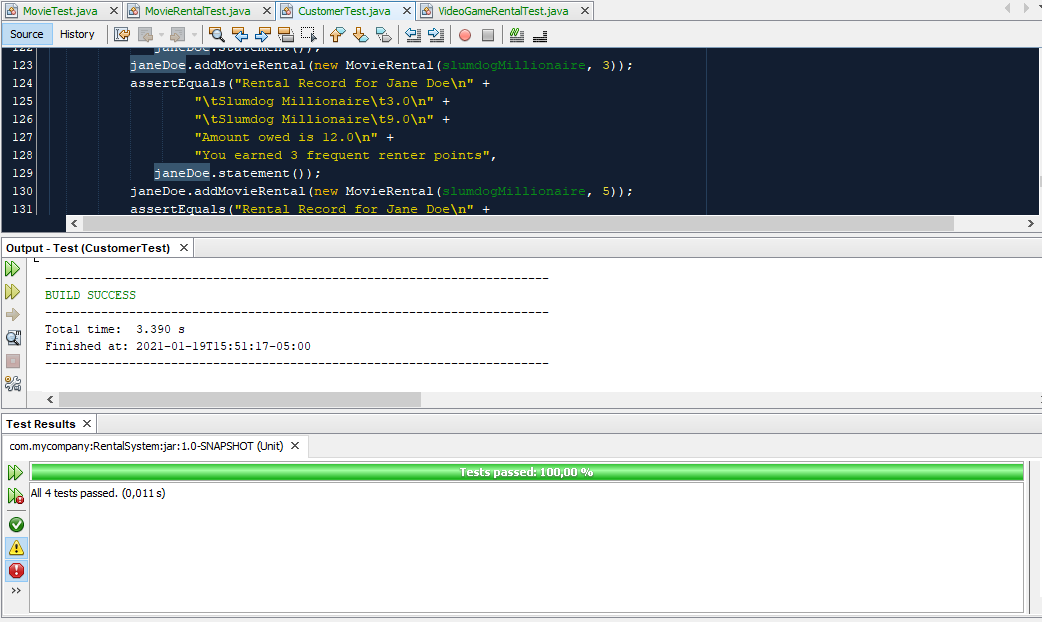 MovieTest.java
MovieRentalTest.java
CustomerTest.java
VideoGameRentalTest.java
Source
History
122 janeDoe.statement());
123 janeDoe.addMovieRental(new MovieRental(slumdogMillionaire, 3));
124 assertEquals("Rental Record for Jane Doe\n" +
125 "\tSlumdog Millionaire\t3.0\n" +
126 "\tSlumdog Millionaire\t9.0\n" +
127 "Amount owed is 12.0\n" +
128 "You earned 3 frequent renter points",
129 janeDoe.statement());
130 janeDoe.addMovieRental(new MovieRental(slumdogMillionaire, 5));
131 assertEquals("Rental Record for Jane Doe\n" +
Output - Test (CustomerTest)
------------------------------------------------------------------------
BUILD SUCCESS
------------------------------------------------------------------------
Total time: 3.390 s
Finished at: 2021-01-19T15:51:17-05:00
------------------------------------------------------------------------
Test Results
com.mycompany:RentalSystem:jar:1.0-SNAPSHOT (Unit)
Tests passed: 100,00 %
All 4 tests passed. (0,011 s)